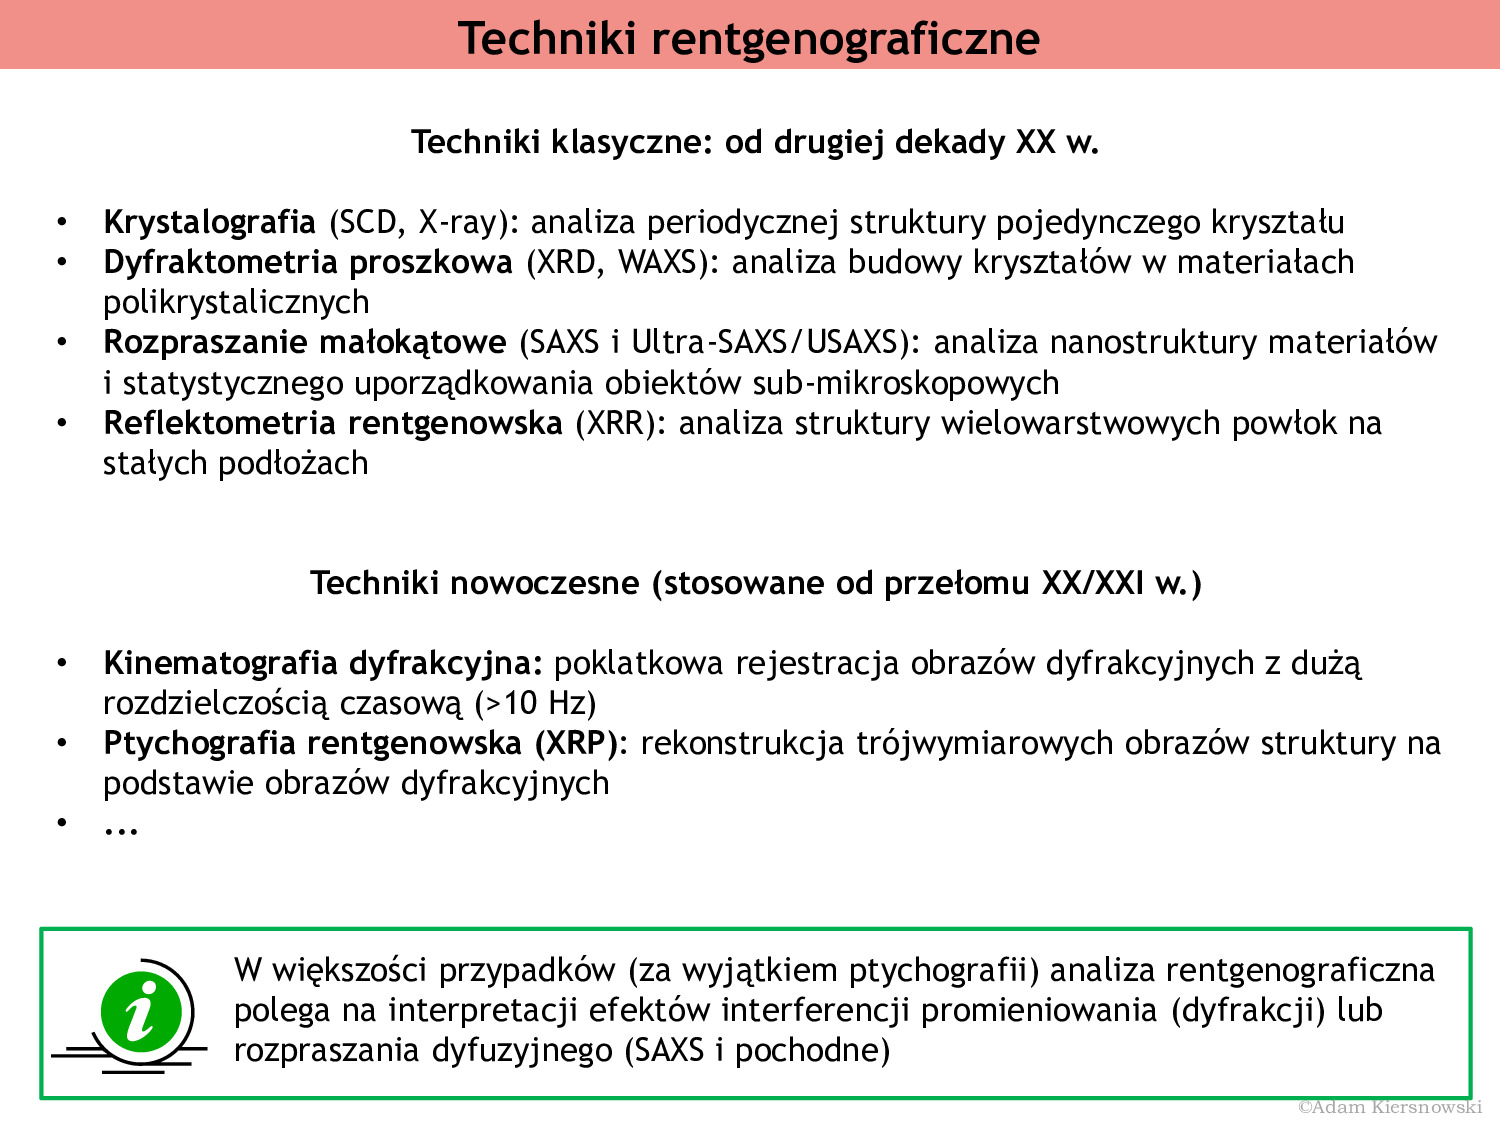 Techniki rentgenograficzne
Techniki klasyczne: od drugiej dekady XX w.
• Krystalografia (SCD, X-ray): analiza periodycznej struktury pojedynczego kryształu
• Dyfraktometria proszkowa (XRD, WAXS): analiza budowy kryształów w materiałach
polikrystalicznych
• Rozpraszanie małokątowe (SAXS i Ultra-SAXS/USAXS): analiza nanostruktury materiałów
i statystycznego uporządkowania obiektów sub-mikroskopowych
• Reflektometria rentgenowska (XRR): analiza struktury wielowarstwowych powłok na
stałych podłożach
Techniki nowoczesne (stosowane od przełomu XX/XXI w.)
• Kinematografia dyfrakcyjna: poklatkowa rejestracja obrazów dyfrakcyjnych z dużą
rozdzielczością czasową (>10 Hz)
• Ptychografia rentgenowska (XRP): rekonstrukcja trójwymiarowych obrazów struktury na
podstawie obrazów dyfrakcyjnych
• ...
i
W większości przypadków (za wyjątkiem ptychografii) analiza rentgenograficzna
polega na interpretacji efektów interferencji promieniowania (dyfrakcji) lub
rozpraszania dyfuzyjnego (SAXS i pochodne)
©Adam Kiersnowski